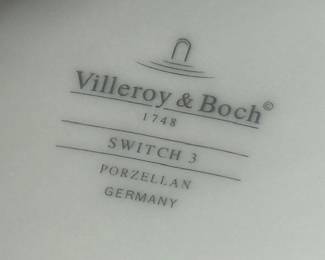 Villeroy & Boch©
1748
SWITCH 3
PORZELLAN
GERMANY